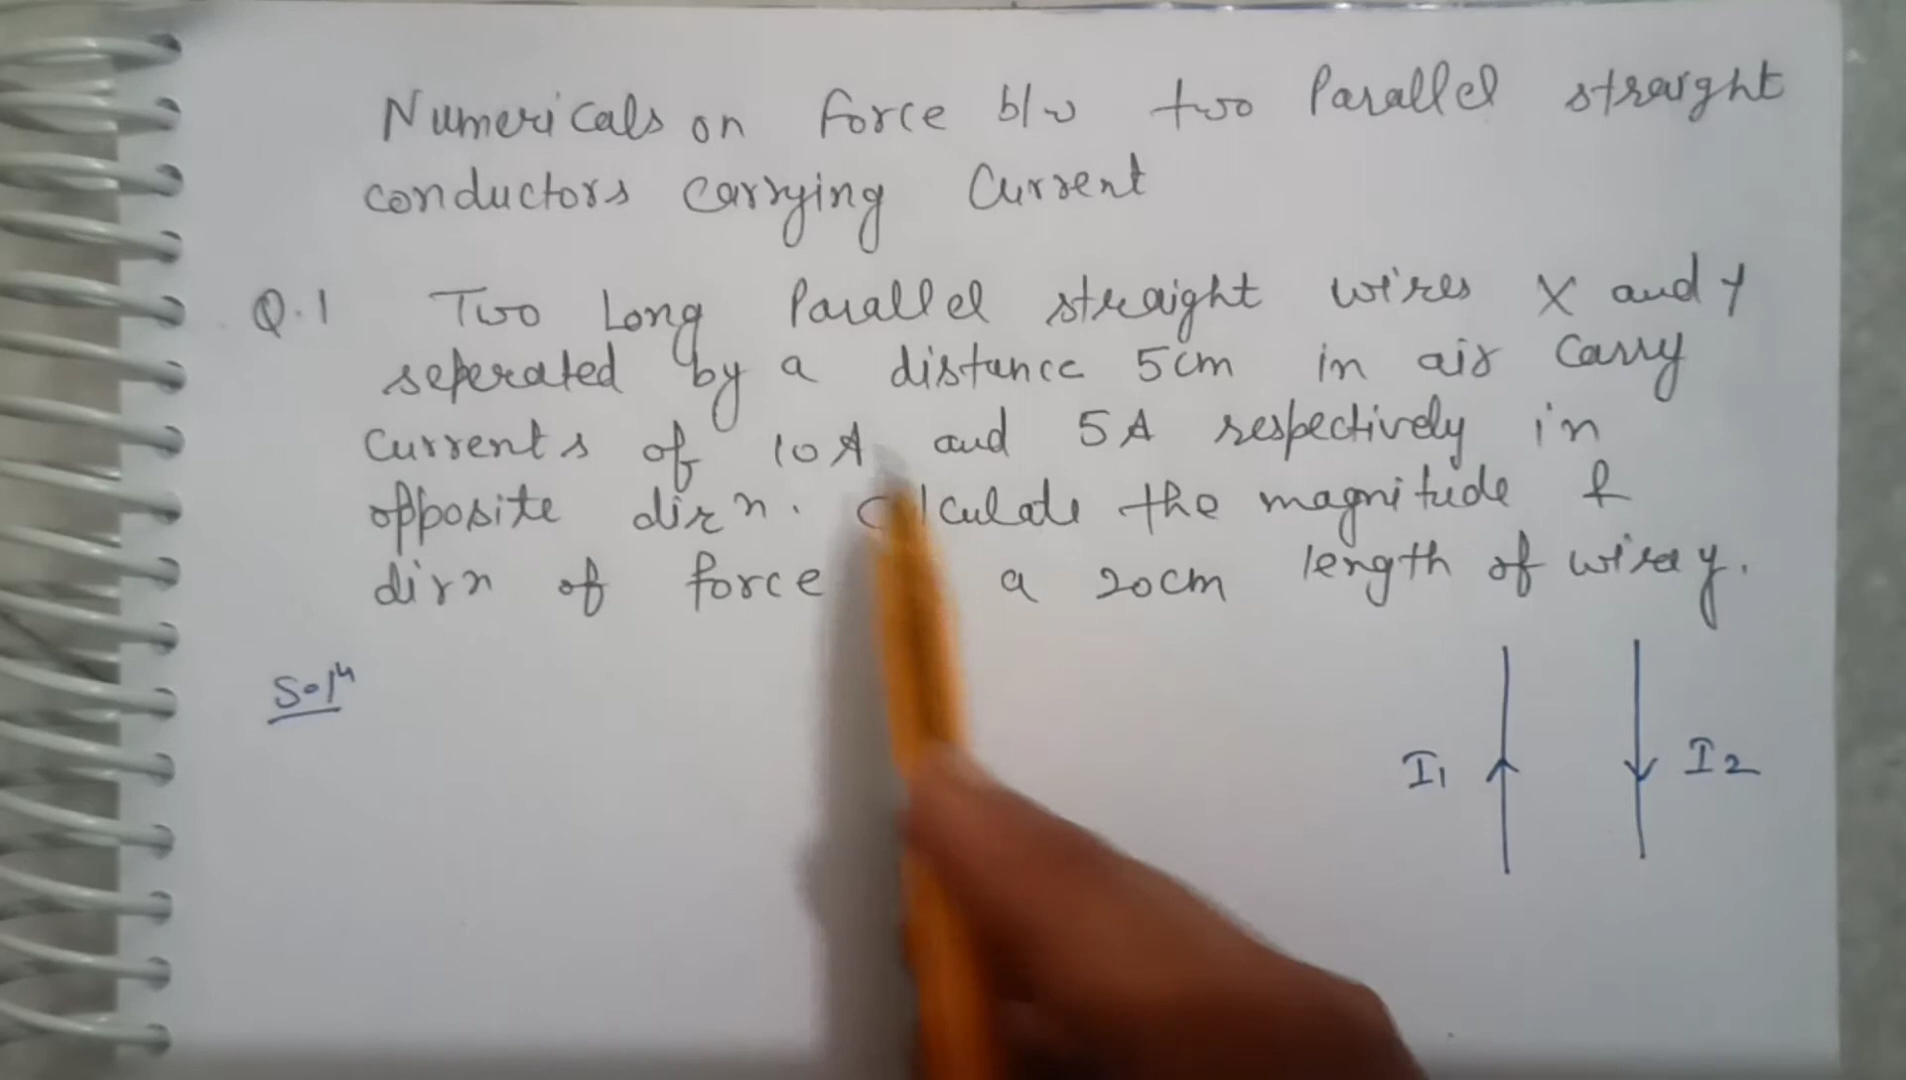 Numericals on force b/w two Parallel straight
conductors carrying Current
Q.1 Two Long Parallel straight wires X and Y
seperated by a distance 5cm in air carry
Currents of 10A and 5A respectively in
opposite dirn. Calculate the magnitude &
dirn of force a 20cm length of wire y.
Soln
I1 I2